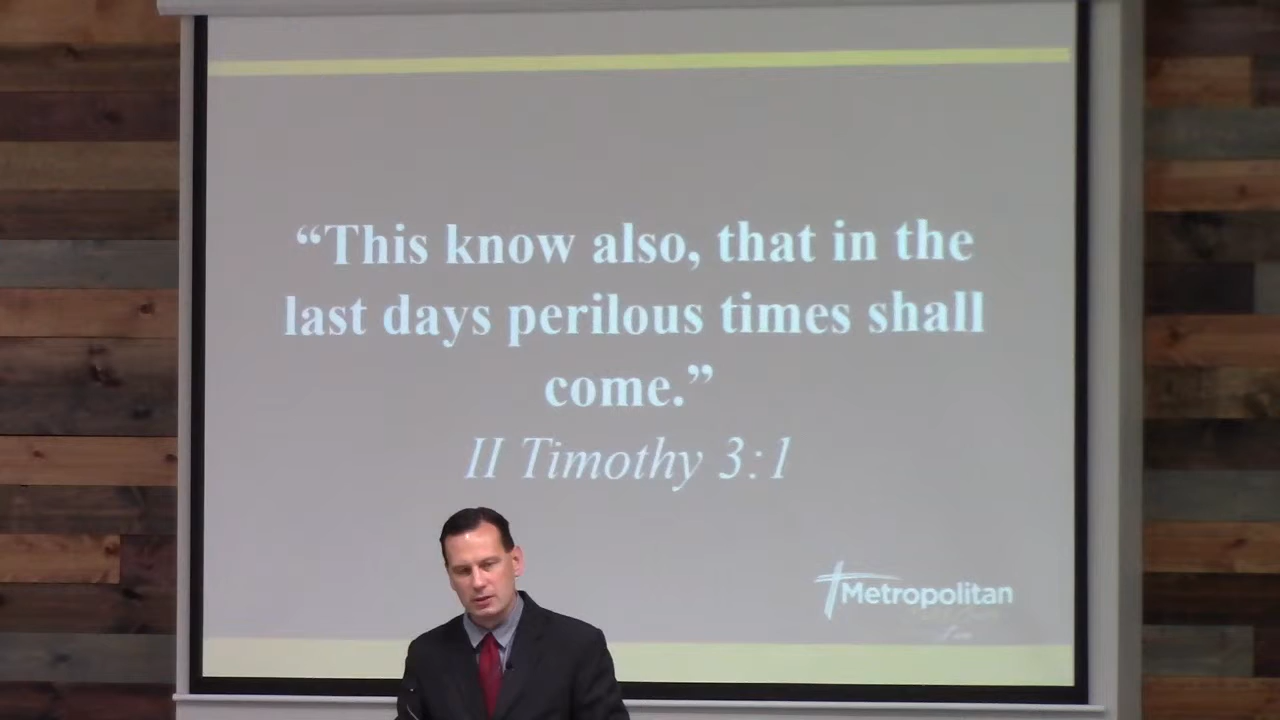 “This know also, that in the
last days perilous times shall
come.”
II Timothy 3:1
Metropolitan